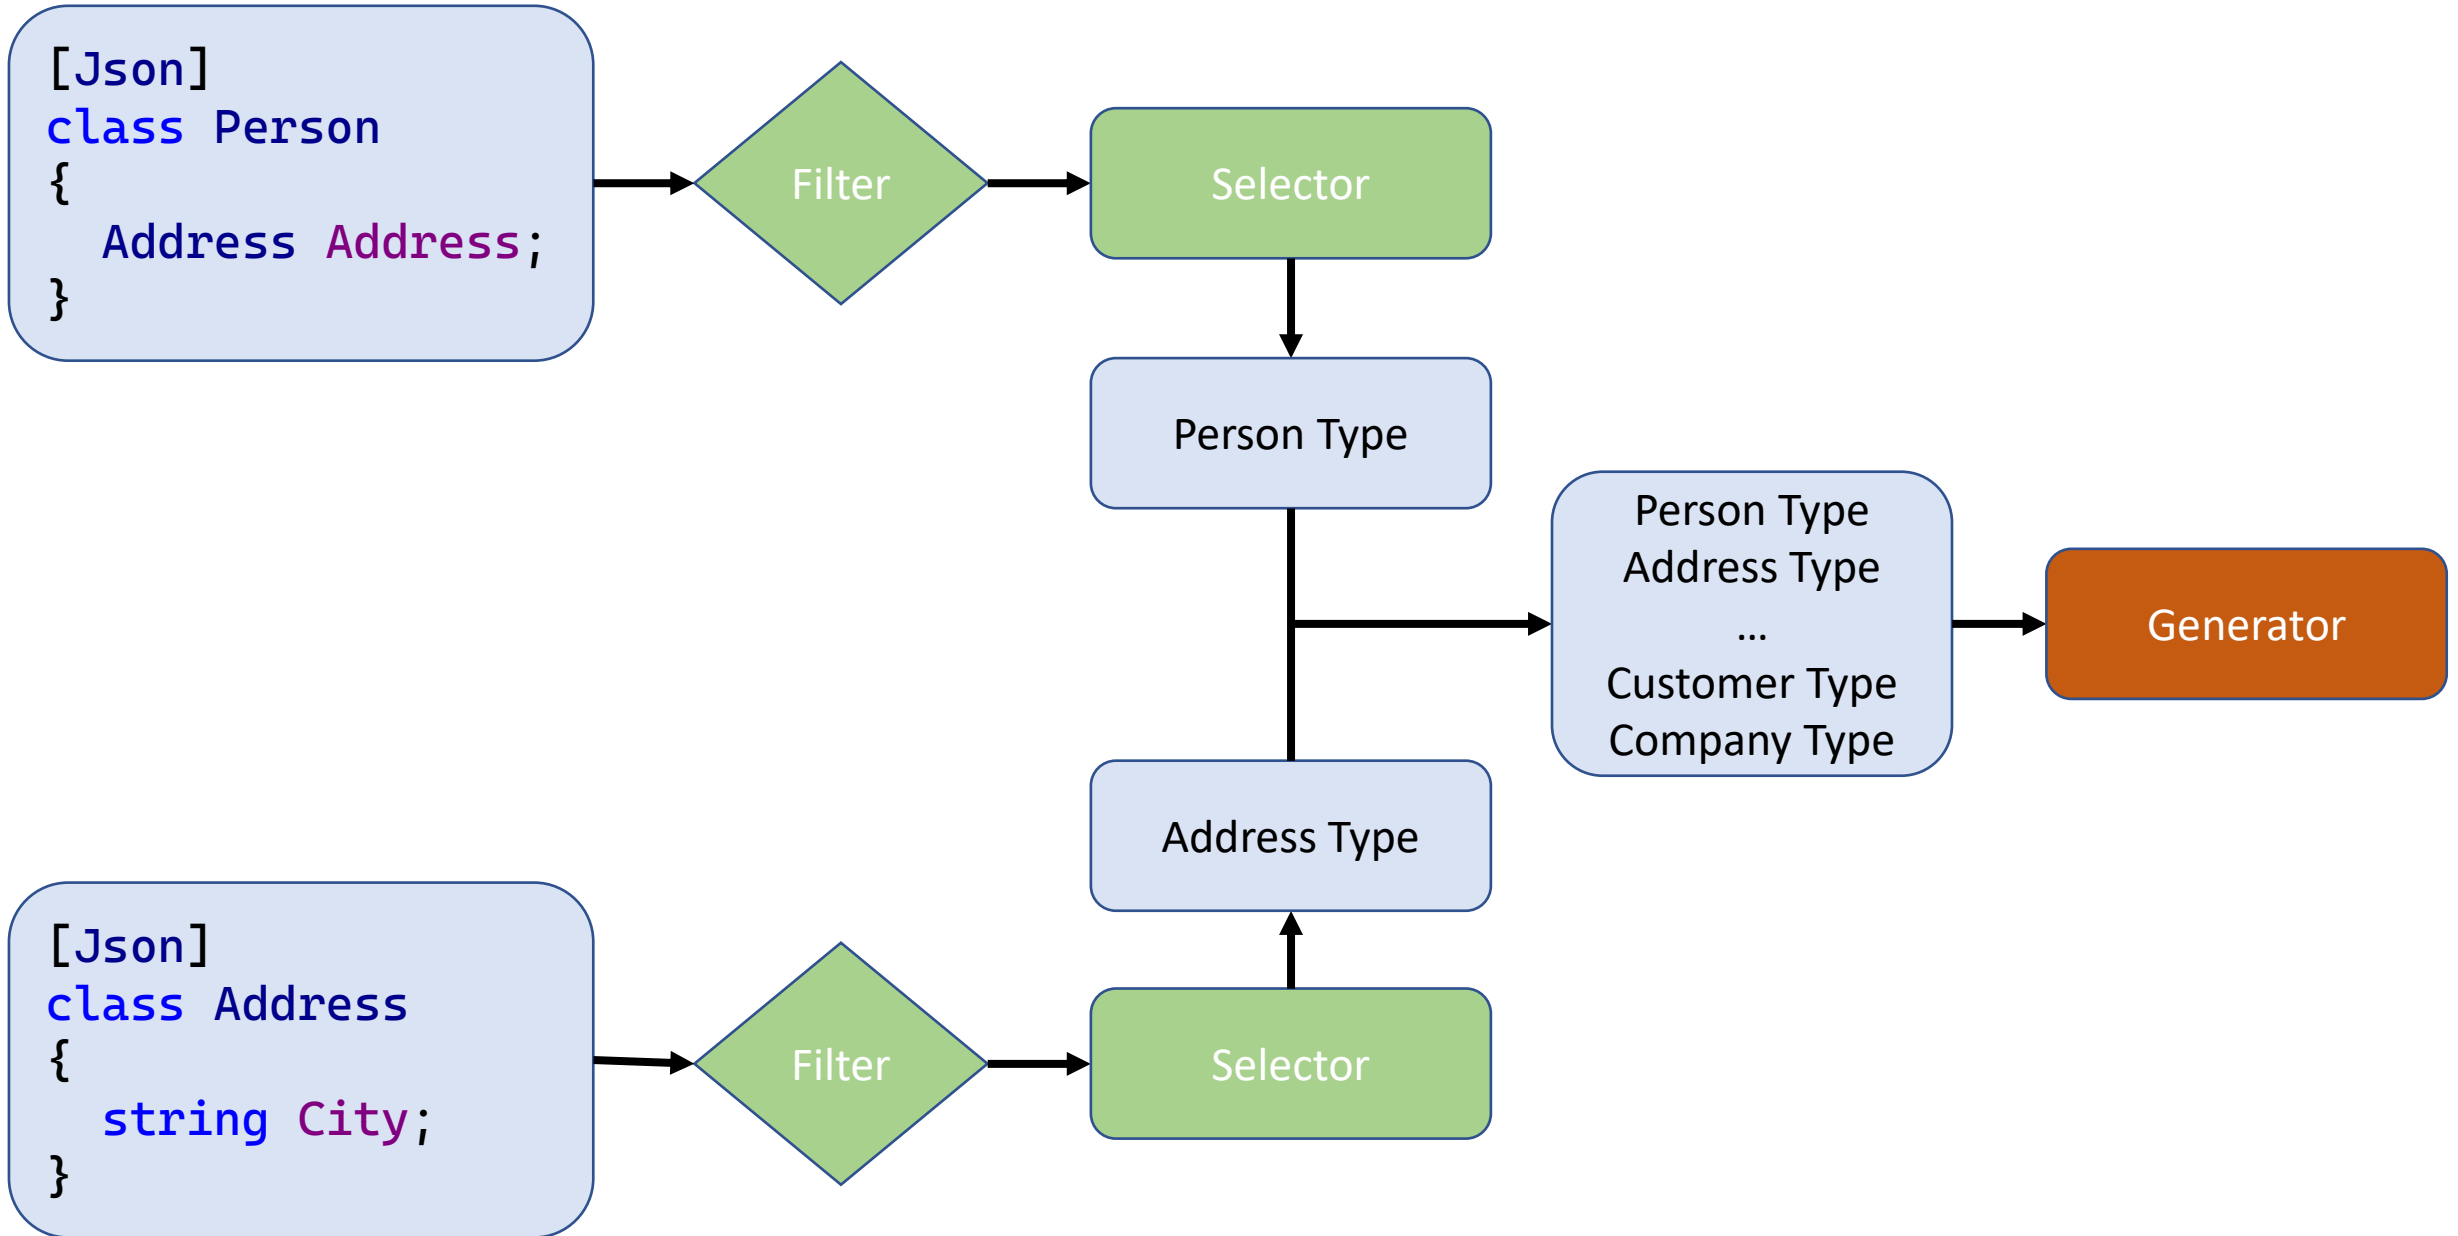 [Json]
class Person
{
  Address Address;
}
Filter
Selector
Person Type
Person Type
Address Type
...
Customer Type
Company Type
Generator
Address Type
[Json]
class Address
{
  string City;
}
Filter
Selector